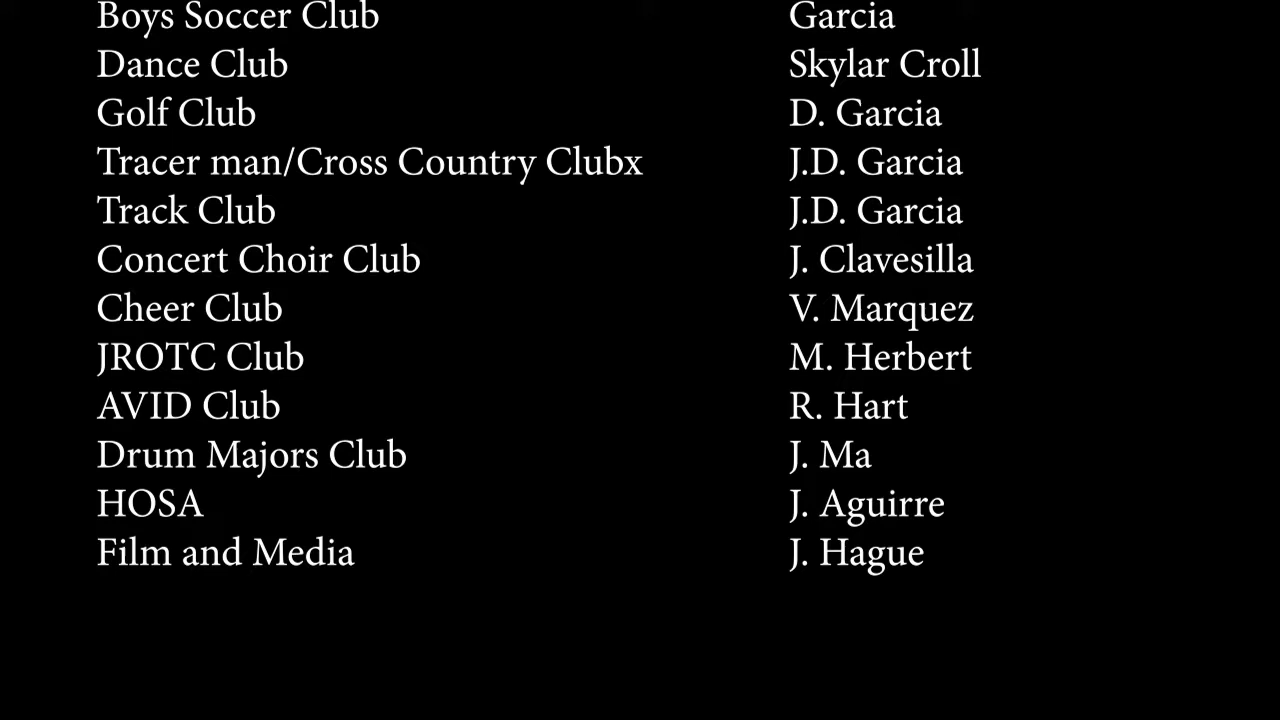 Boys Soccer Club Garcia
Dance Club Skylar Croll
Golf Club D. Garcia
Tracer man/Cross Country Clubx J.D. Garcia
Track Club J.D. Garcia
Concert Choir Club J. Clavesilla
Cheer Club V. Marquez
JROTC Club M. Herbert
AVID Club R. Hart
Drum Majors Club J. Ma
HOSA J. Aguirre
Film and Media J. Hague